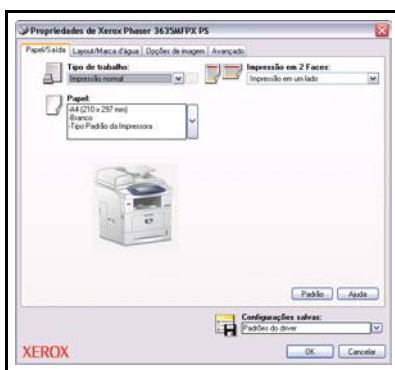 Propriedades de Xerox Phaser 3635MFPX PS
Papel/Saída Layout/Marca d'água Opções de imagem Avançado
Tipo de trabalho:
Impressão normal
Impressão em 2 Faces:
Impressão em um lado
Papel:
-A4 (210 x 297 mm)
-Branco
-Tipo Padrão da Impressora
Padrão Ajuda
Configurações salvas:
Padrões do driver
XEROX
OK Cancelar